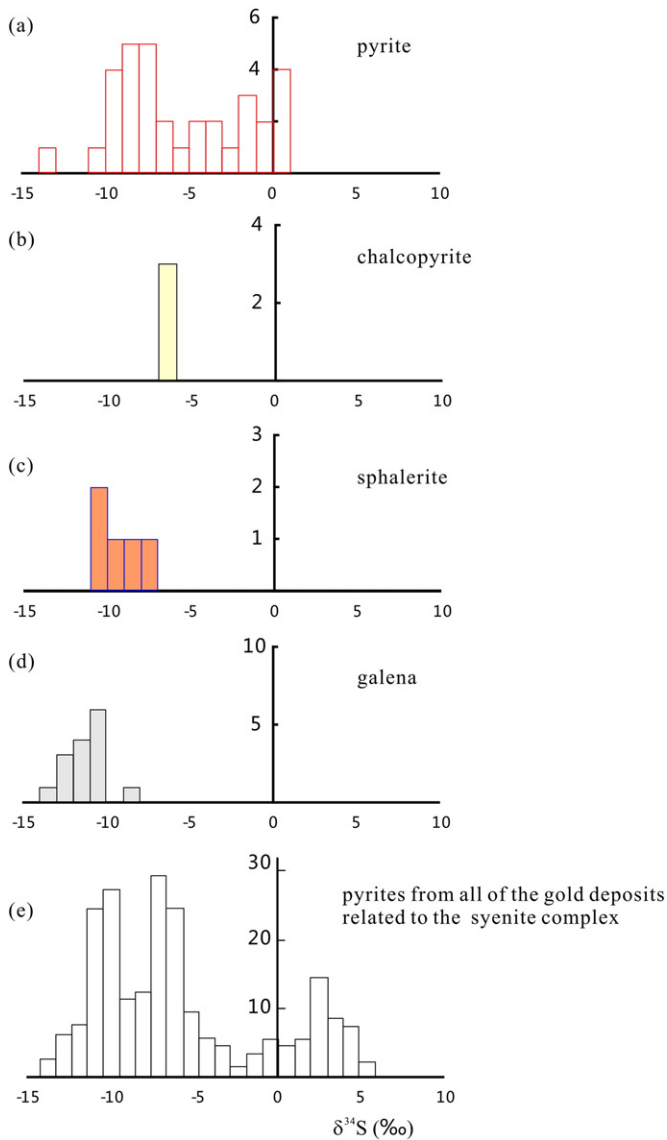 (a)
6
pyrite
4
2
-15 -10 -5 0 5 10
(b)
4
chalcopyrite
2
-15 -10 -5 0 5 10
(c)
3
sphalerite
2
1
-15 -10 -5 0 5 10
(d)
10
galena
5
-15 -10 -5 0 5 10
(e)
30
pyrites from all of the gold deposits
related to the syenite complex
20
10
-15 -10 -5 0 5 10
δ³⁴S (‰)